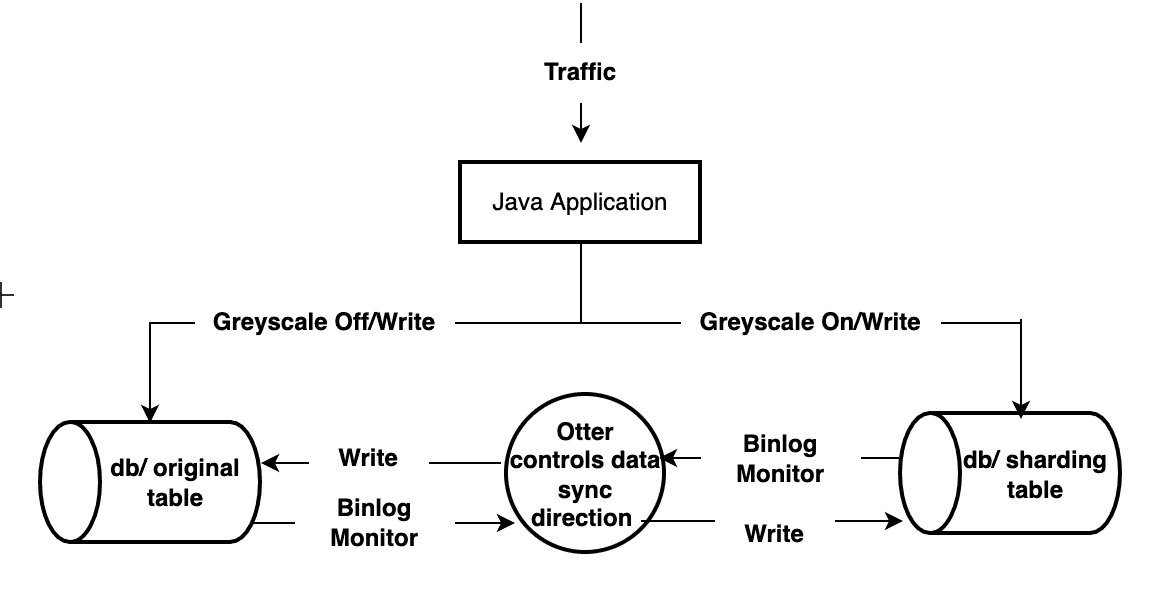 Traffic
Java Application
Greyscale Off/Write
Greyscale On/Write
db/ original
table
Write
Binlog
Monitor
Otter
controls data
sync
direction
Binlog
Monitor
Write
db/ sharding
table